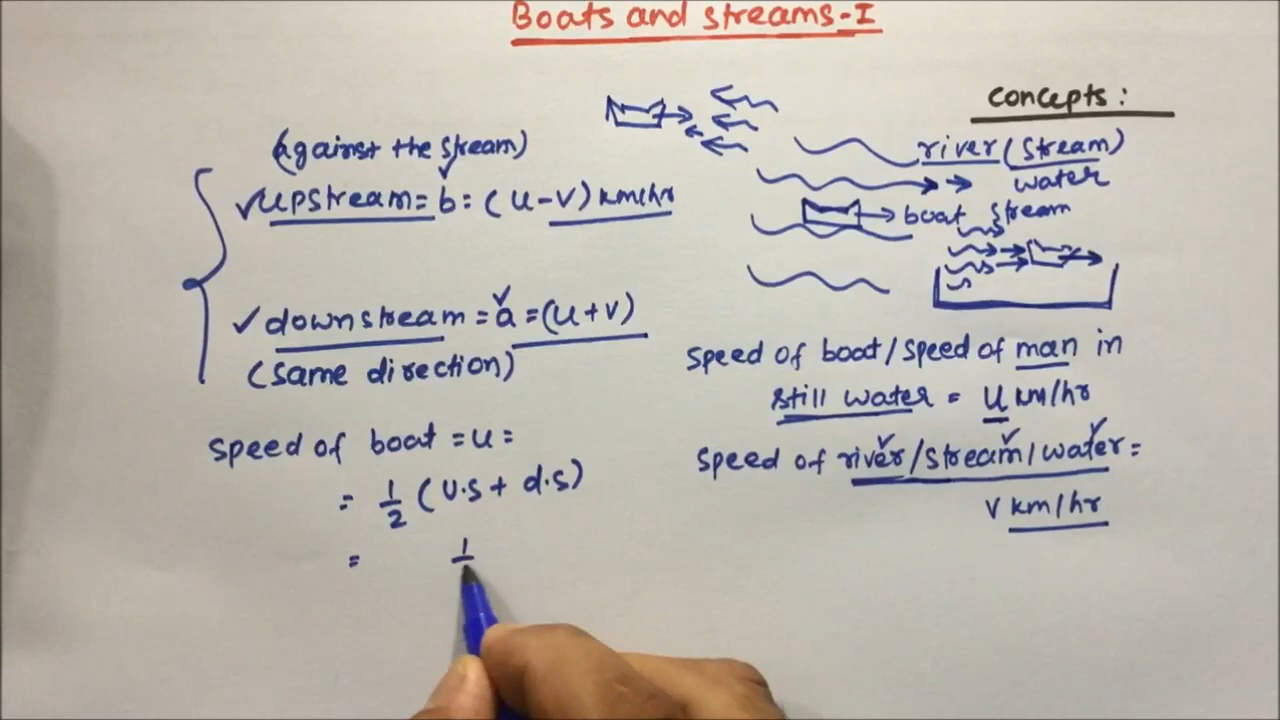 Boats and streams-I
concepts:
(against the stream)
✓upstream = b = (u-v) km/hr
✓downstream = a = (u+v)
(same direction)
speed of boat = u =
= 1/2 (U.S + d.s)
= 1
river (stream)
water
boat stream
speed of boat/speed of man in
still water = u km/hr
speed of river/stream/water =
v km/hr